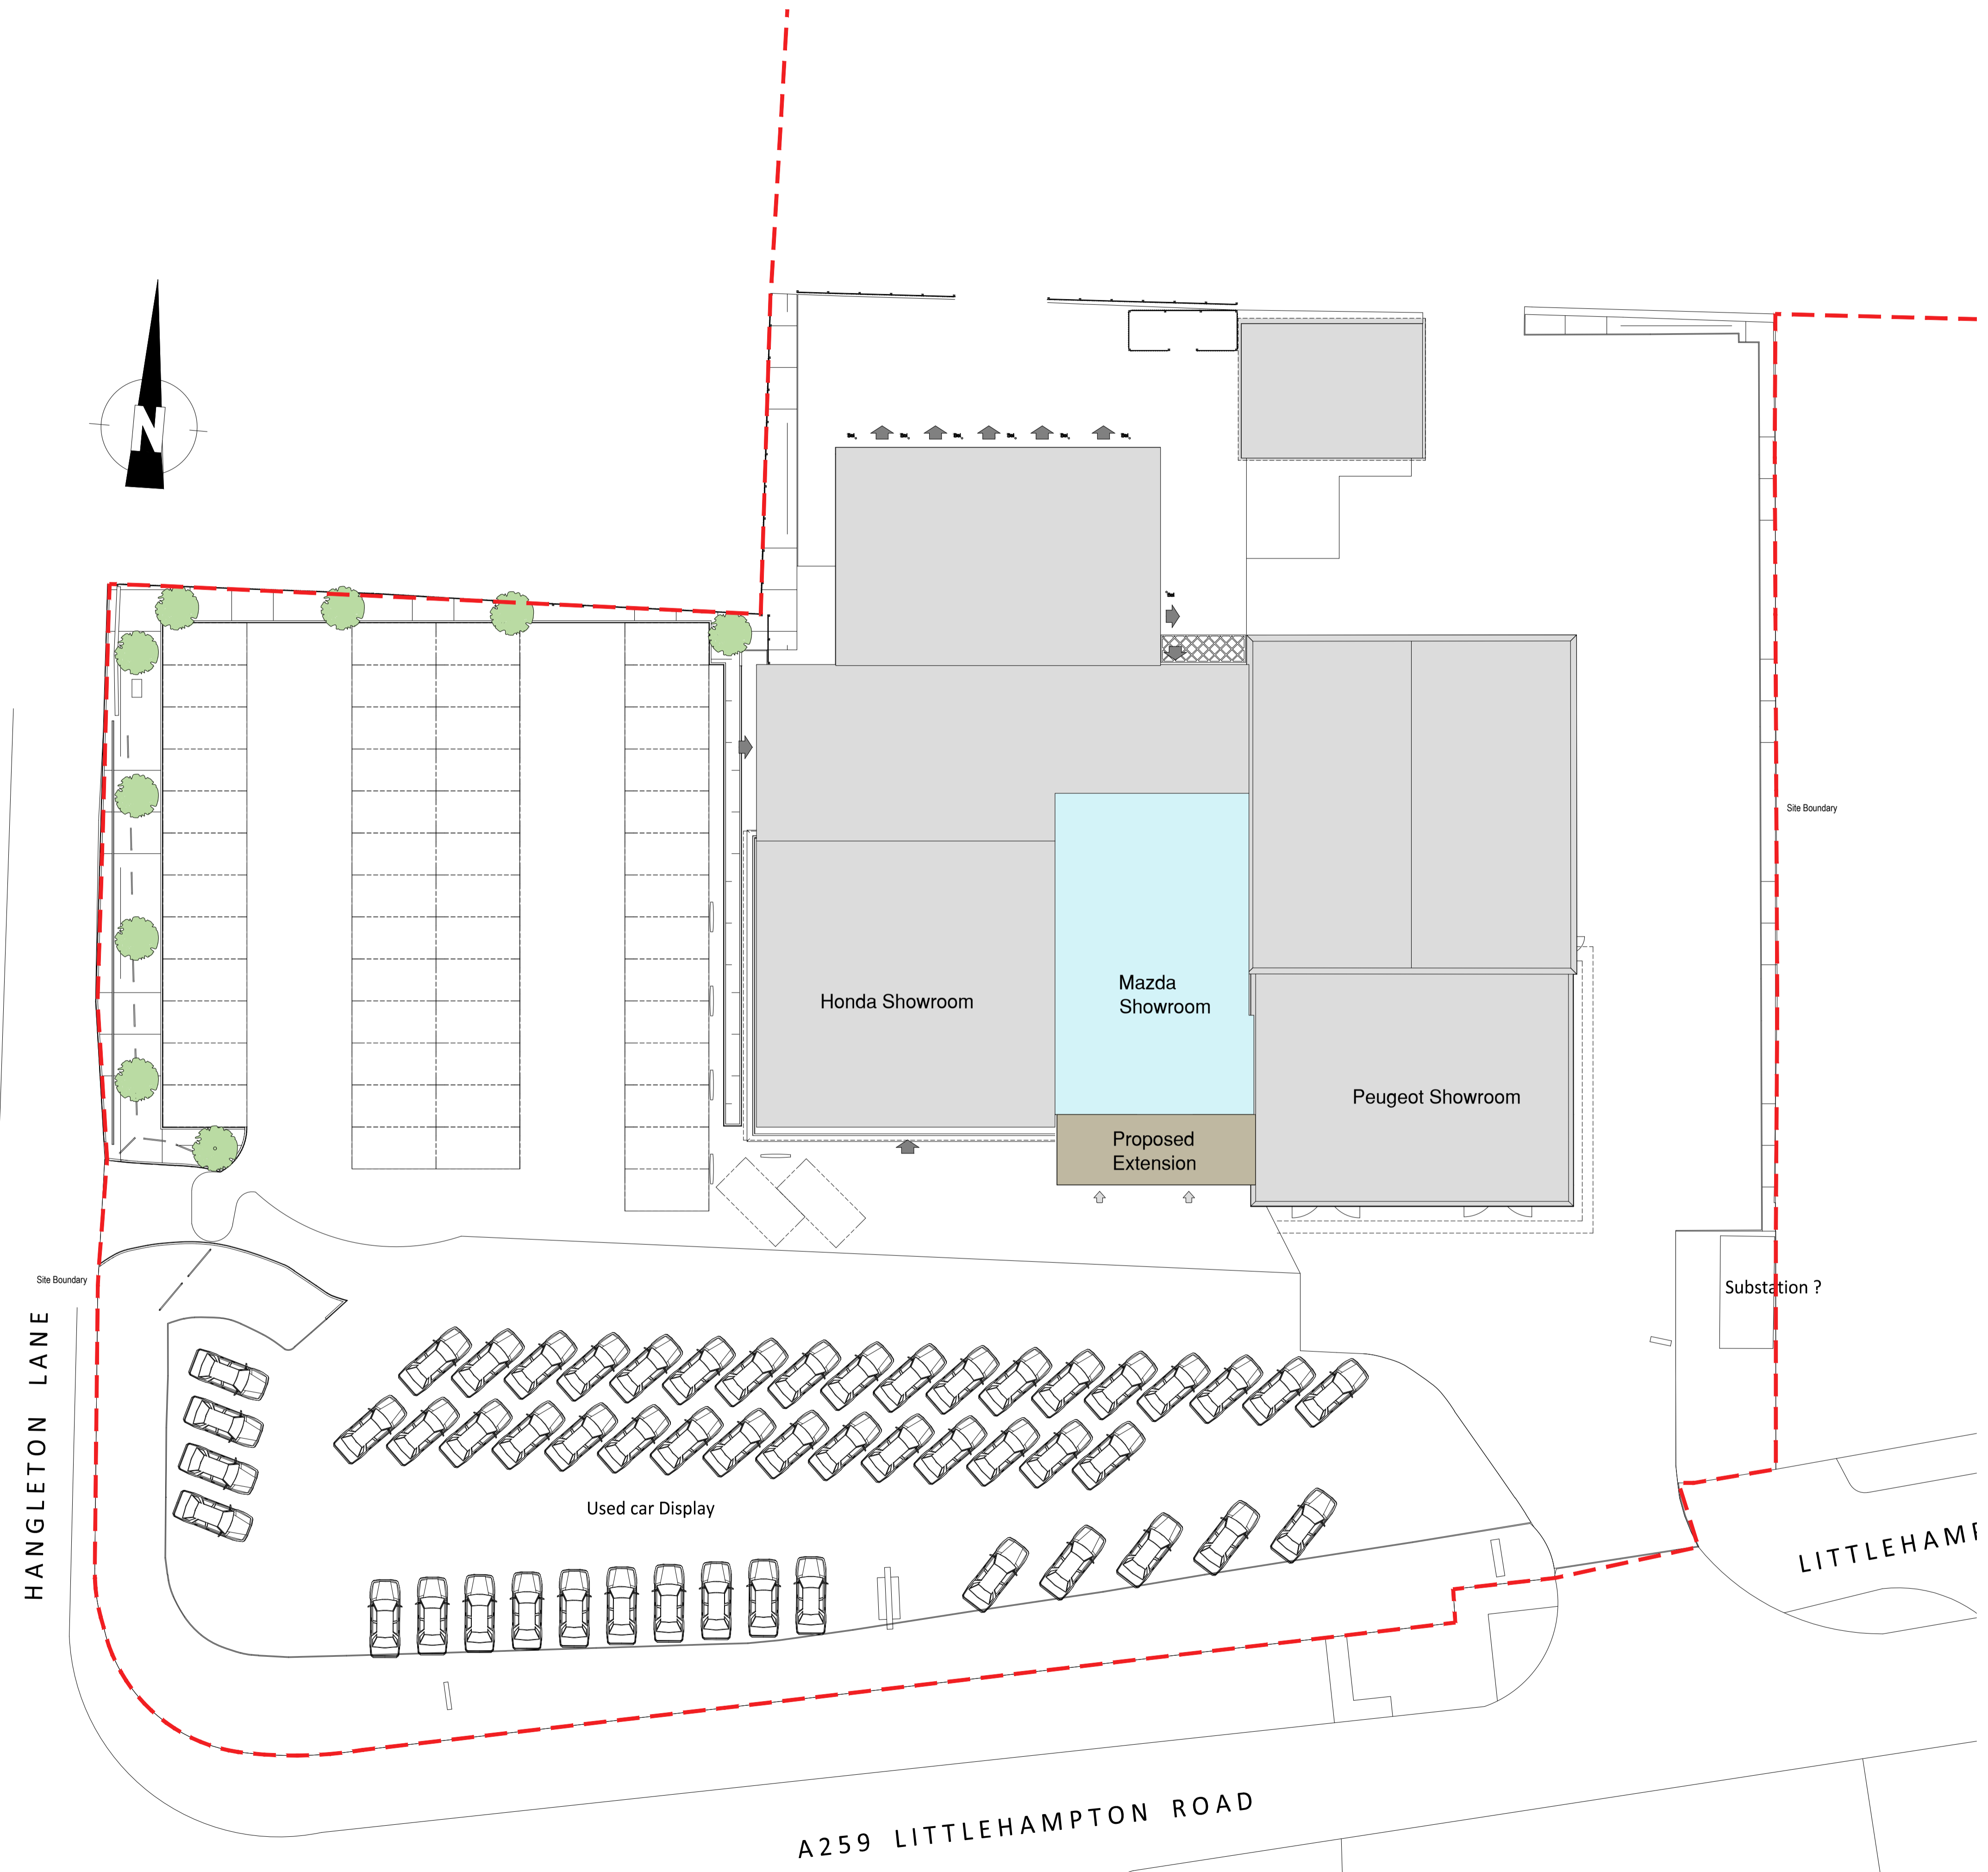 N
Site Boundary
Honda Showroom
Mazda
Showroom
Peugeot Showroom
Proposed
Extension
Site Boundary
Substation ?
HANGLETON LANE
Used car Display
A259 LITTLEHAMPTON ROAD